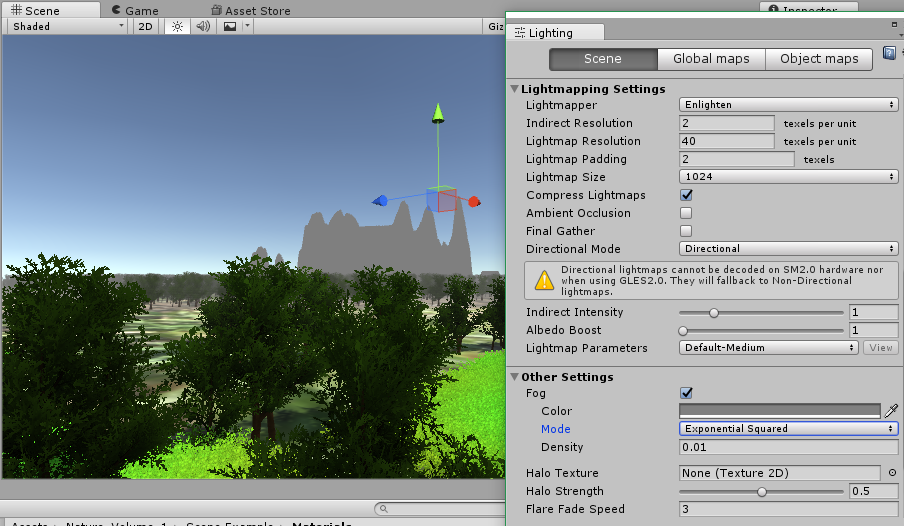 Scene Game Asset Store Inspector
Shaded 2D Giz
Lighting
Scene Global maps Object maps
Lightmapping Settings
Lightmapper Enlighten
Indirect Resolution 2 texels per unit
Lightmap Resolution 40 texels per unit
Lightmap Padding 2 texels
Lightmap Size 1024
Compress Lightmaps
Ambient Occlusion
Final Gather
Directional Mode Directional
Directional lightmaps cannot be decoded on SM2.0 hardware nor
when using GLES2.0. They will fallback to Non-Directional
lightmaps.
Indirect Intensity 1
Albedo Boost 1
Lightmap Parameters Default-Medium View
Other Settings
Fog
Color
Mode Exponential Squared
Density 0.01
Halo Texture None (Texture 2D)
Halo Strength 0.5
Flare Fade Speed 3
Assets Nature_Volume_1 Scene Example Materials